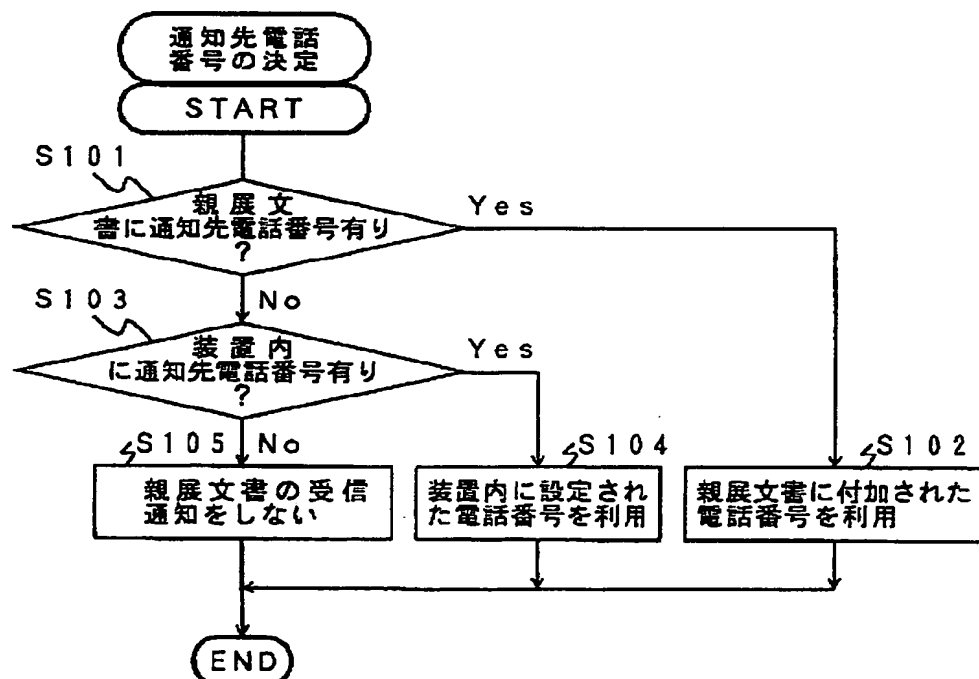 通知先電話
番号の決定
START
S101
親展文
書に通知先電話番号有り
?
Yes
No
S103
装置内
に通知先電話番号有り
?
Yes
No
S105
親展文書の受信
通知をしない
S104
装置内に設定され
た電話番号を利用
S102
親展文書に付加された
電話番号を利用
END